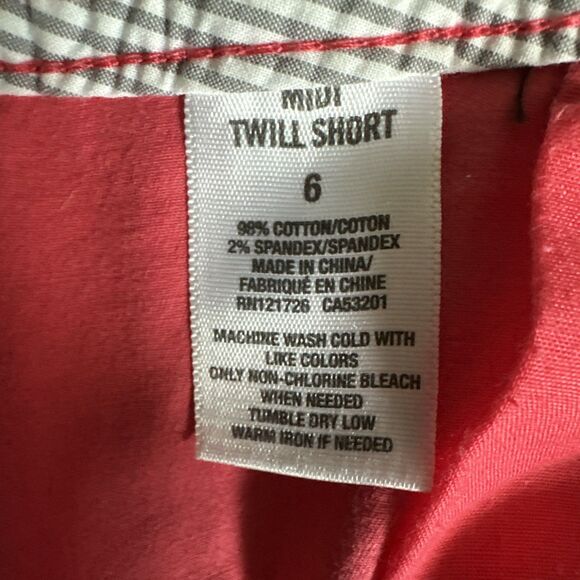 MIDI
TWILL SHORT
6
98% COTTON/COTON
2% SPANDEX/SPANDEX
MADE IN CHINA/
FABRIQUÉ EN CHINE
RN121726 CA53201
MACHINE WASH COLD WITH
LIKE COLORS
ONLY NON-CHLORINE BLEACH
WHEN NEEDED
TUMBLE DRY LOW
WARM IRON IF NEEDED